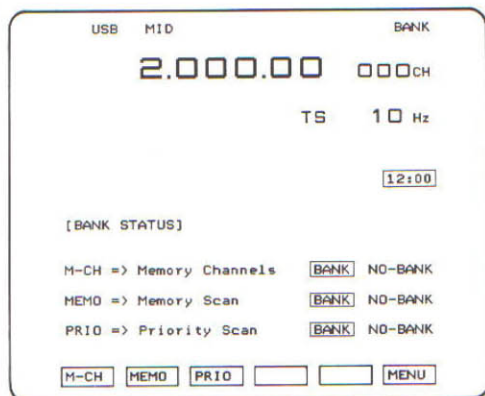 USB MID BANK
2.000.00 000CH
TS 10 Hz
12:00
[BANK STATUS]
M-CH => Memory Channels BANK NO-BANK
MEMO => Memory Scan BANK NO-BANK
PRIO => Priority Scan BANK NO-BANK
M-CH MEMO PRIO MENU